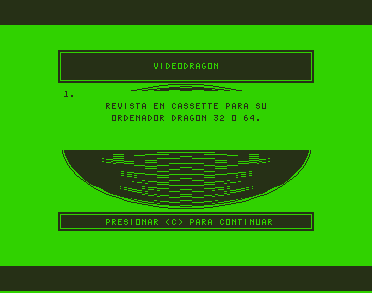 VIDEODRAGON
1.
REVISTA EN CASSETTE PARA SU
ORDENADOR DRAGON 32 O 64.
PRESIONAR <C> PARA CONTINUAR